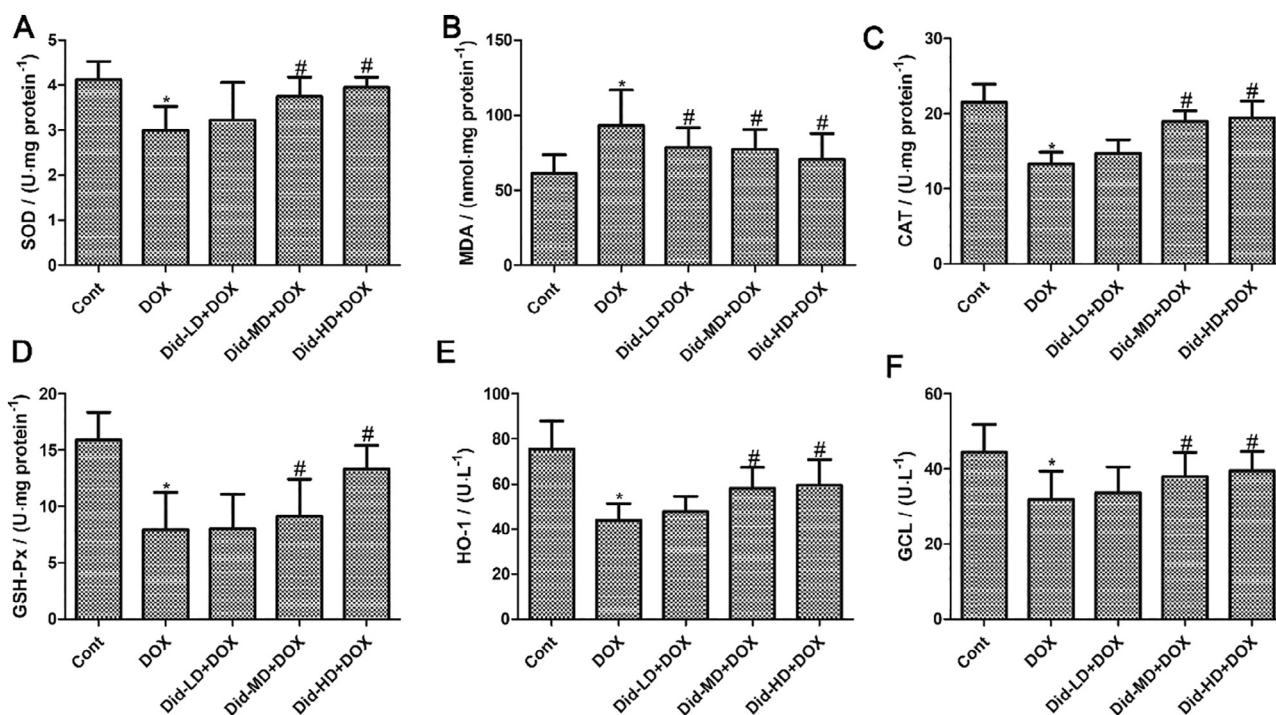 A
SOD / (U·mg protein⁻¹)
5
4
3
2
1
0
*
#
#
Cont
DOX
Did-LD+DOX
Did-MD+DOX
Did-HD+DOX
B
MDA / (nmol·mg protein⁻¹)
150
100
50
0
*
#
#
#
Cont
DOX
Did-LD+DOX
Did-MD+DOX
Did-HD+DOX
C
CAT / (U·mg protein⁻¹)
30
20
10
0
*
#
#
Cont
DOX
Did-LD+DOX
Did-MD+DOX
Did-HD+DOX
D
GSH-Px / (U·mg protein⁻¹)
20
15
10
5
0
*
#
#
Cont
DOX
Did-LD+DOX
Did-MD+DOX
Did-HD+DOX
E
HO-1 / (U·L⁻¹)
100
80
60
40
20
0
*
#
#
Cont
DOX
Did-LD+DOX
Did-MD+DOX
Did-HD+DOX
F
GCL / (U·L⁻¹)
60
40
20
0
*
#
#
Cont
DOX
Did-LD+DOX
Did-MD+DOX
Did-HD+DOX